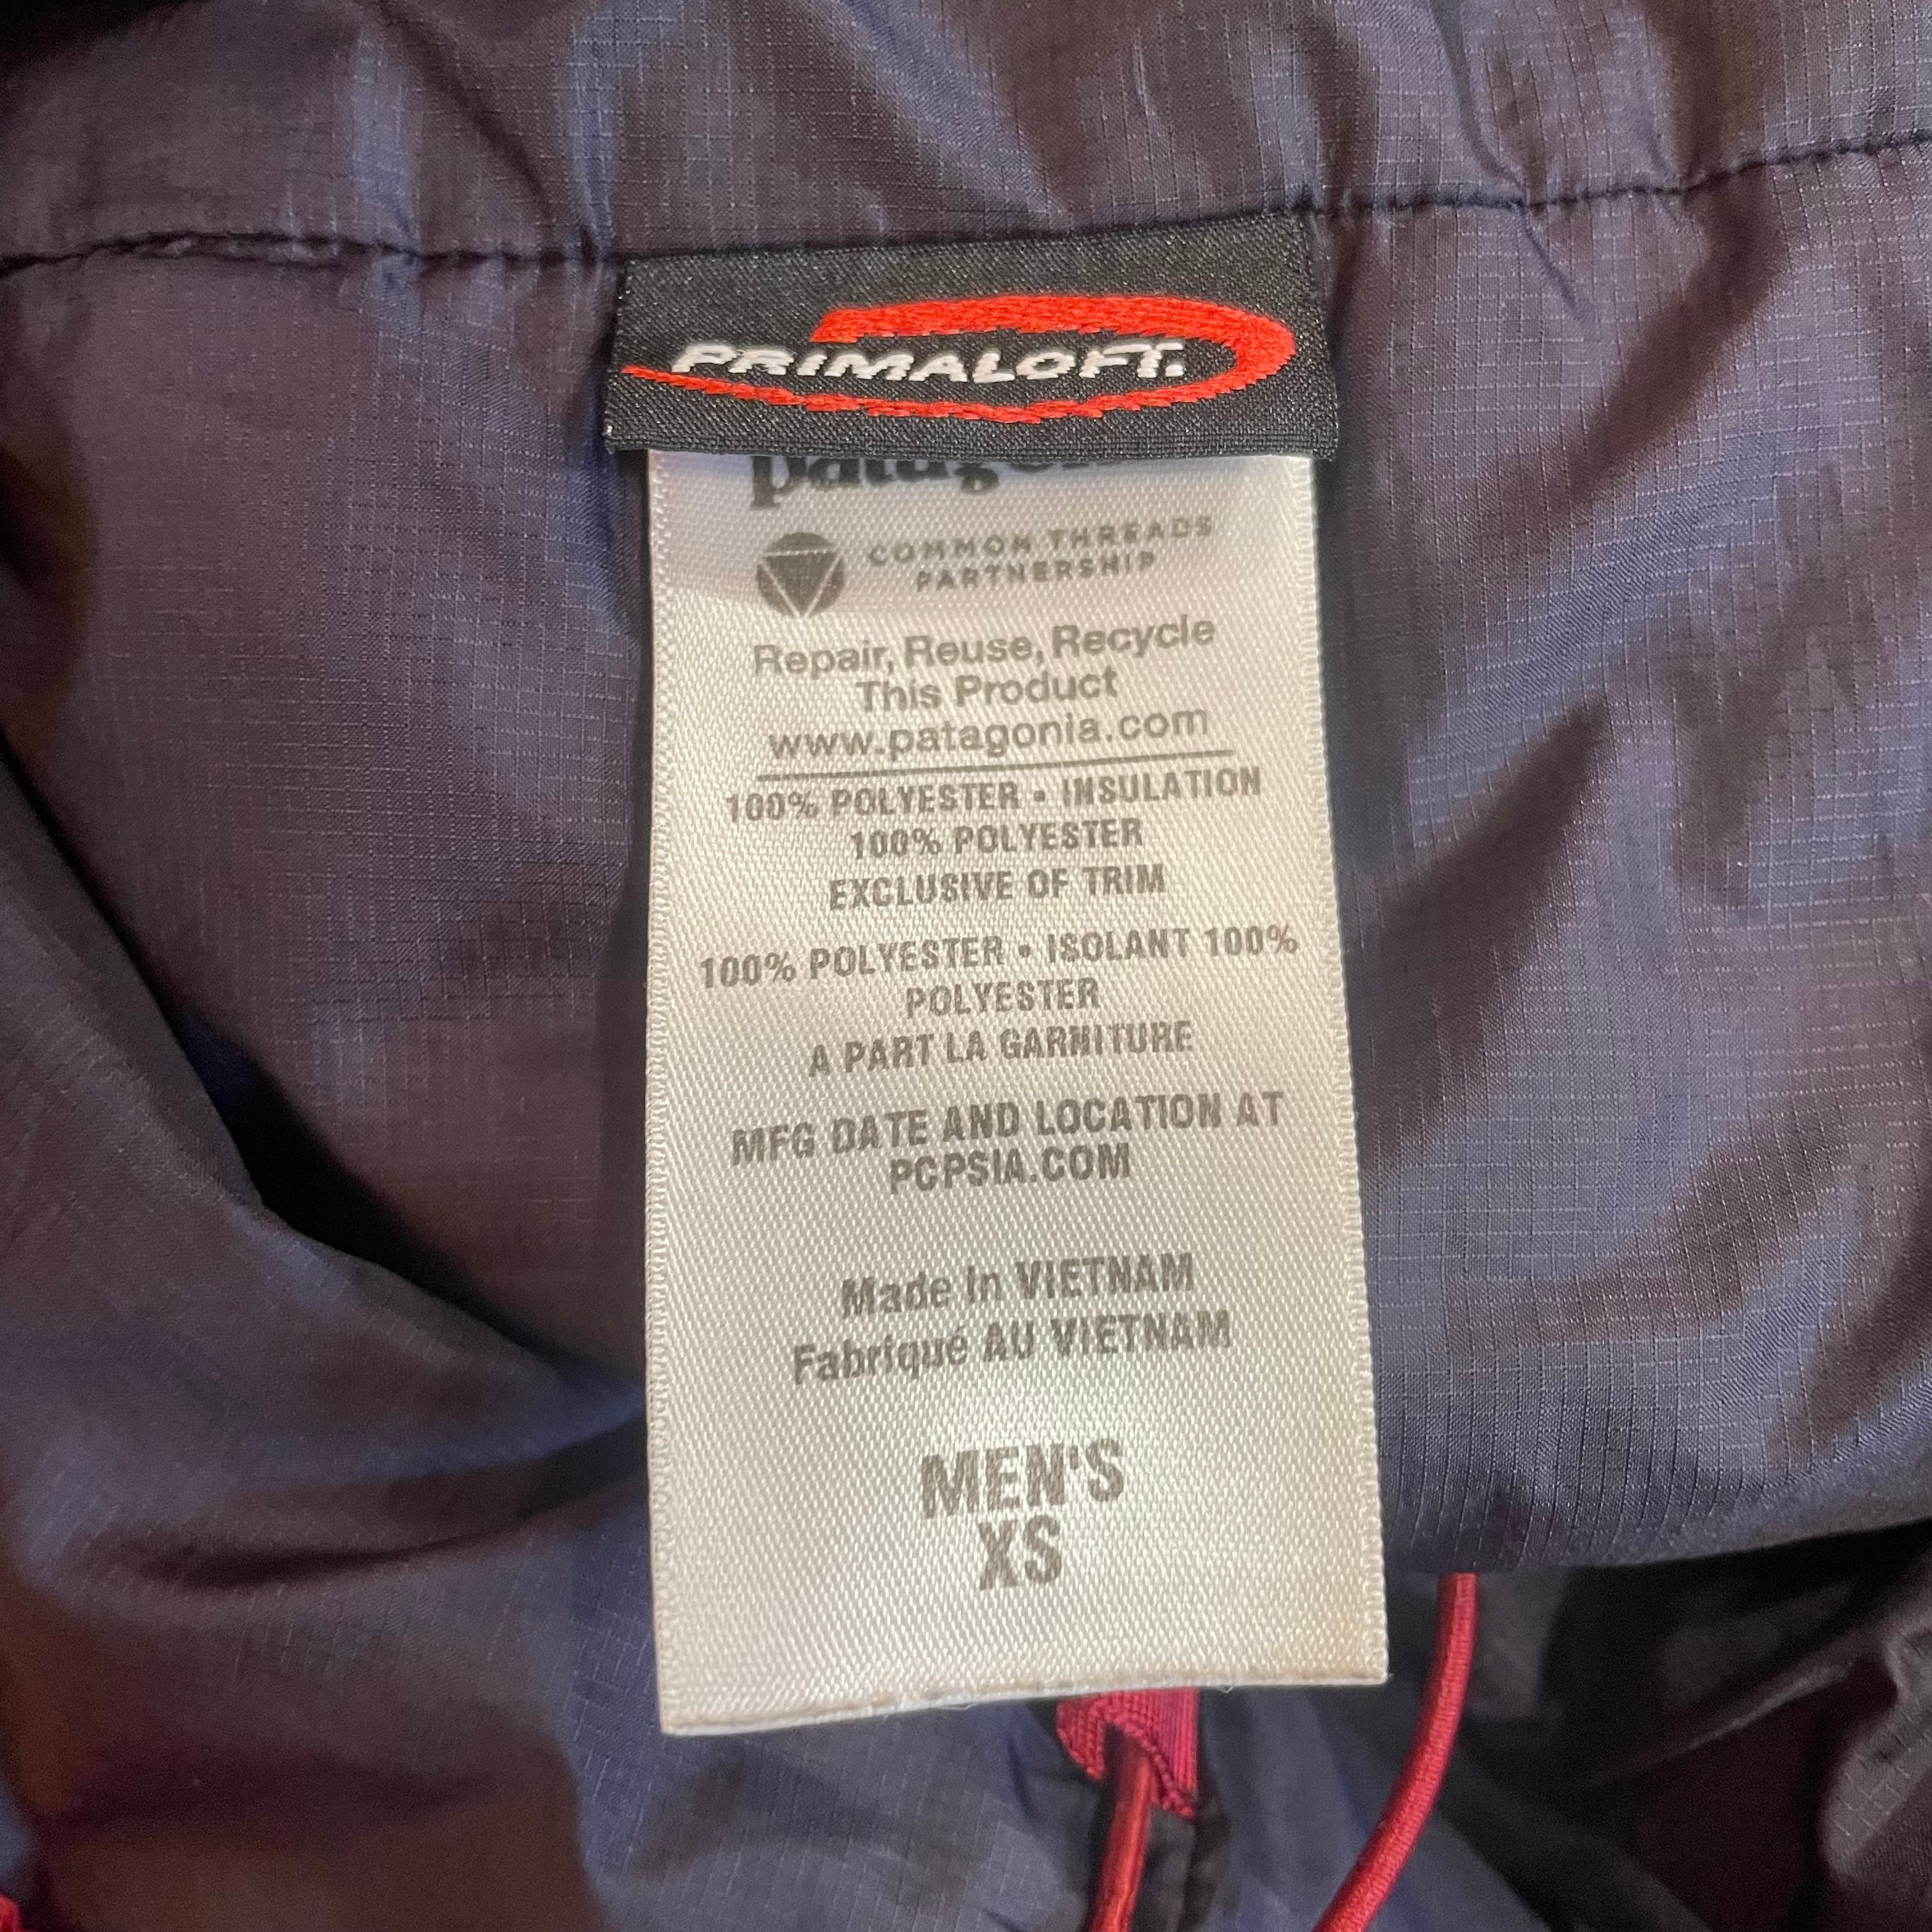 PRIMALOFT.
patagonia
COMMON THREADS
PARTNERSHIP
Repair, Reuse, Recycle
This Product
www.patagonia.com
100% POLYESTER • INSULATION
100% POLYESTER
EXCLUSIVE OF TRIM
100% POLYESTER • ISOLANT 100%
POLYESTER
A PART LA GARNITURE
MFG DATE AND LOCATION AT
PCPSIA.COM
Made in VIETNAM
Fabriqué AU VIETNAM
MEN'S
XS